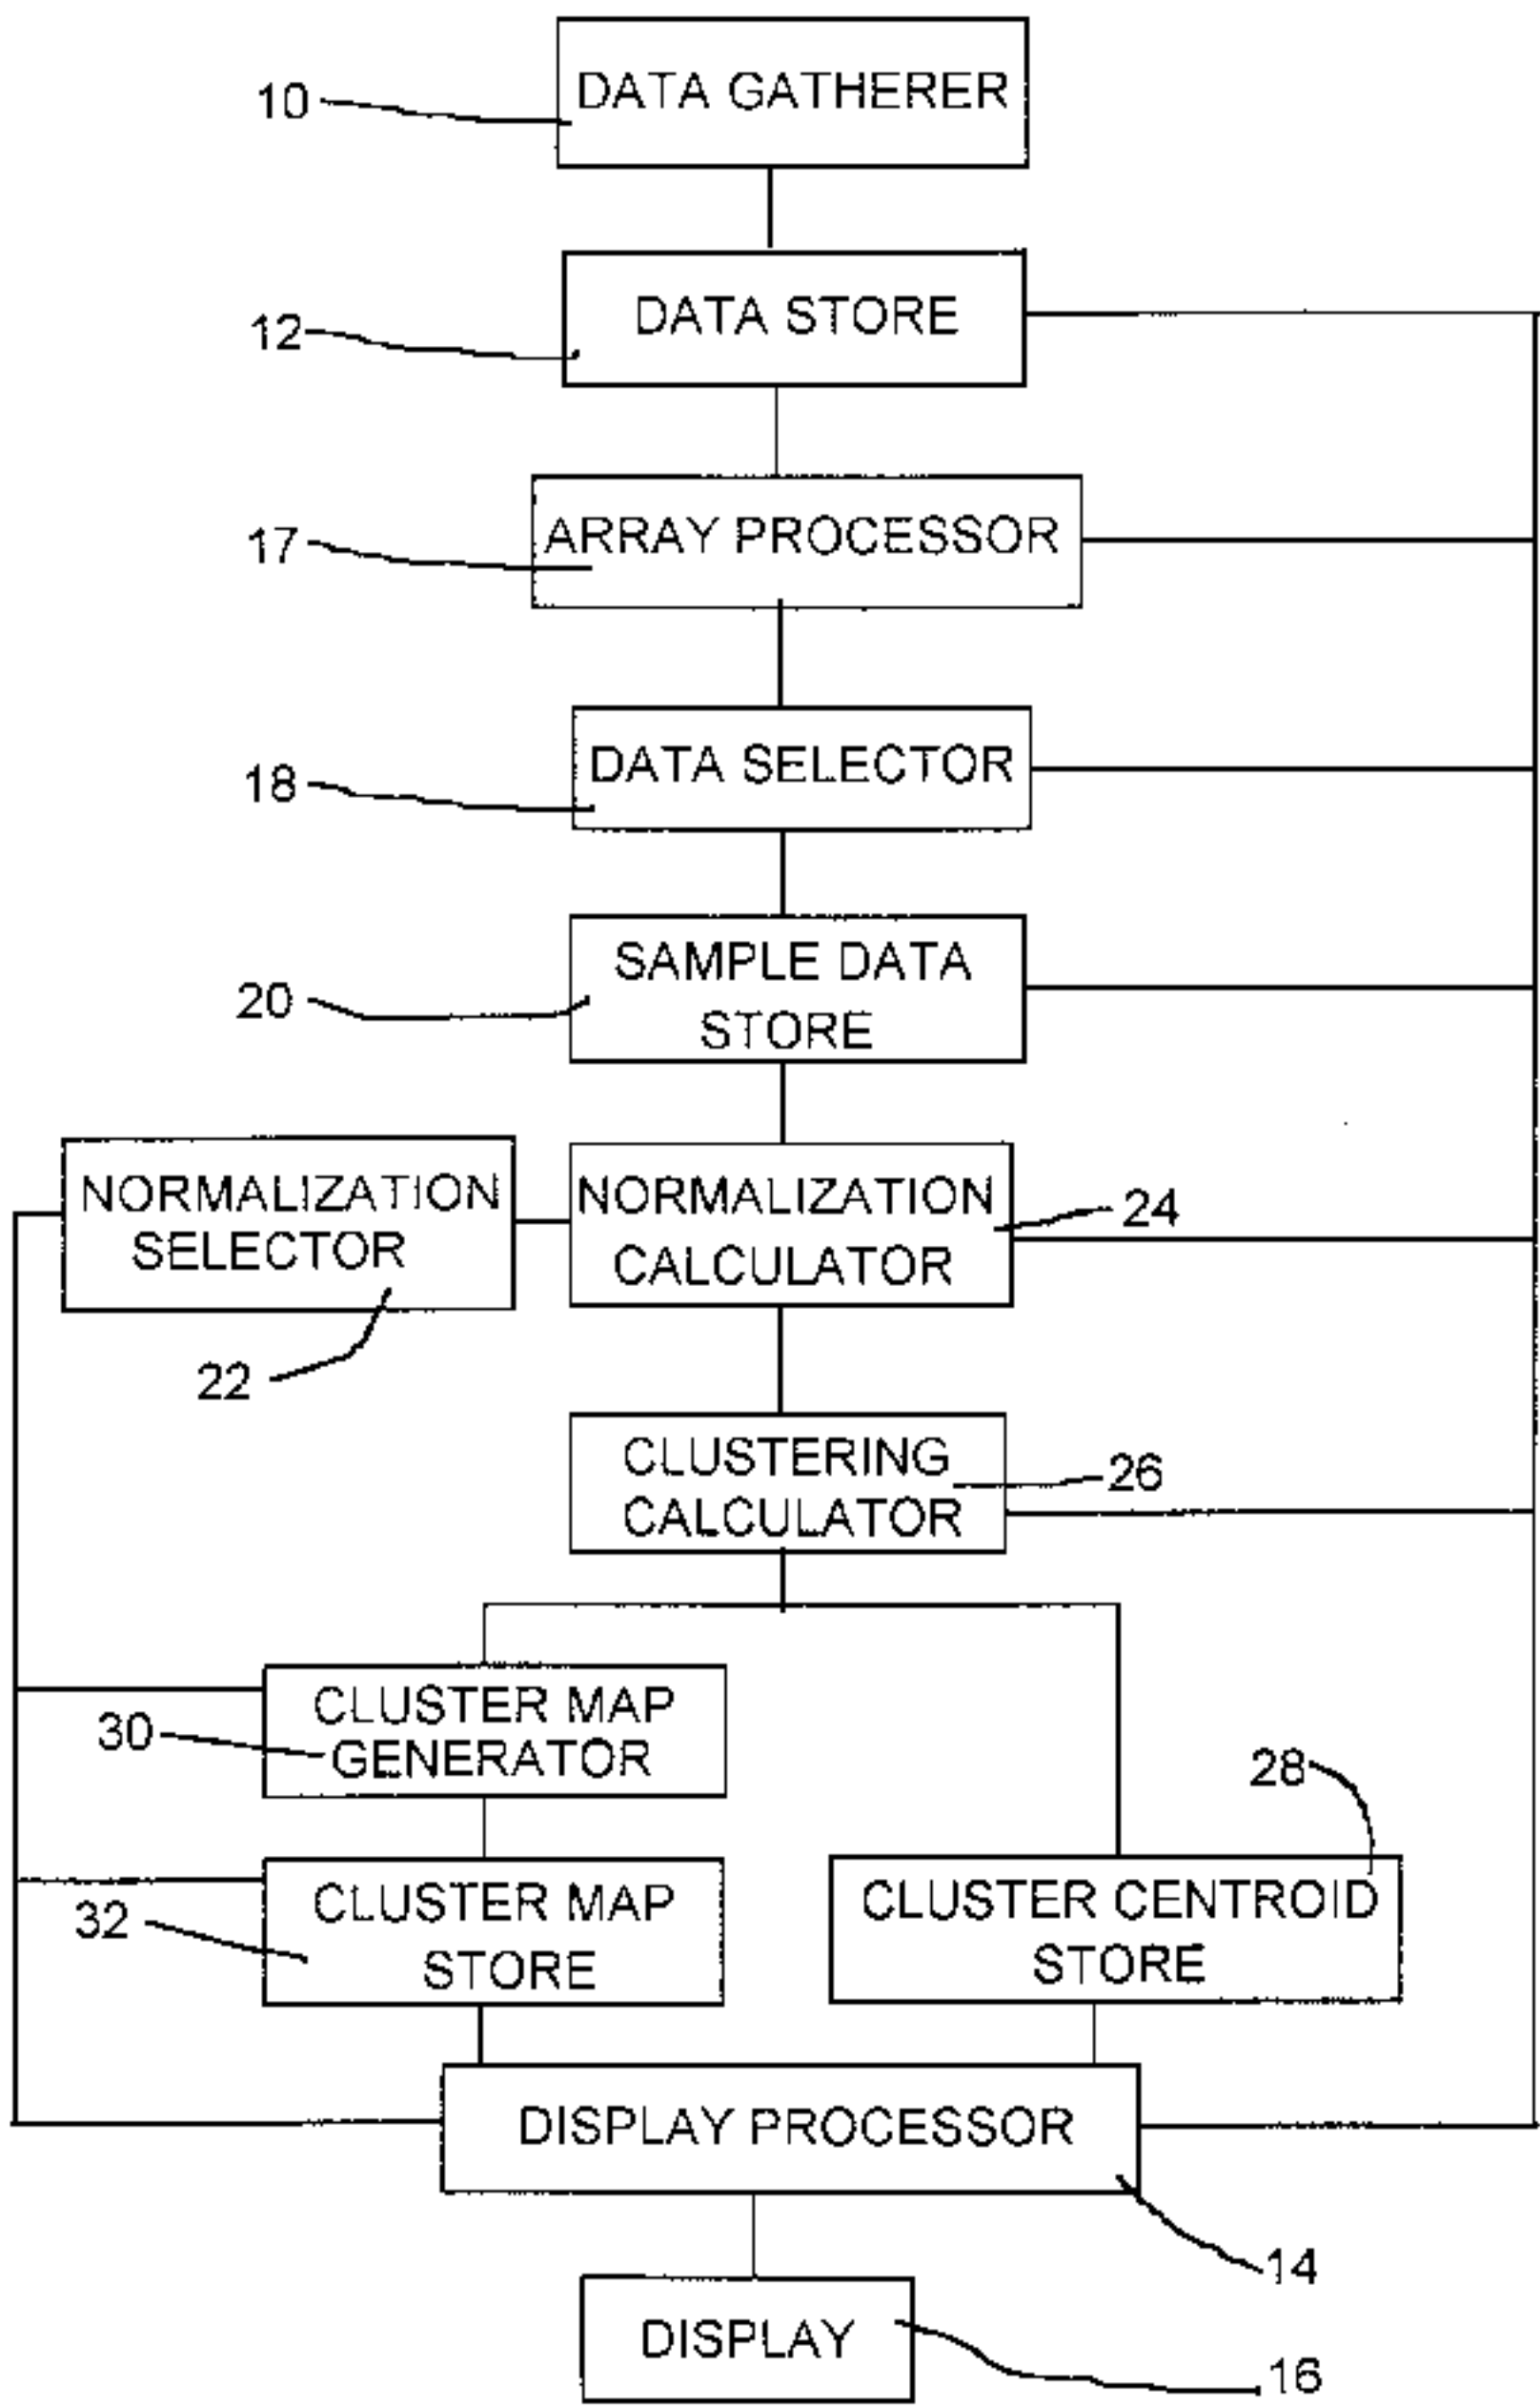 DATA GATHERER
10
DATA STORE
12
ARRAY PROCESSOR
17
DATA SELECTOR
18
SAMPLE DATA
STORE
20
NORMALIZATION
SELECTOR
22
NORMALIZATION
CALCULATOR
24
CLUSTERING
CALCULATOR
26
CLUSTER MAP
GENERATOR
30
28
CLUSTER MAP
STORE
32
CLUSTER CENTROID
STORE
DISPLAY PROCESSOR
14
DISPLAY
16